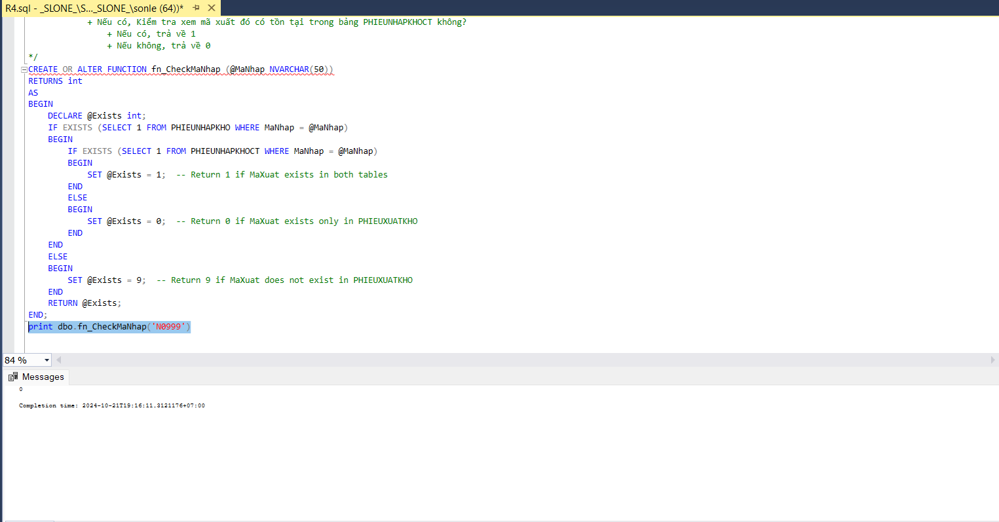 R4.sql - _SLONE_\S..._SLONE_\sonle (64))*
+ Nếu có, Kiểm tra xem mã xuất đó có tồn tại trong bảng PHIEUNHAPKHOCT không?
+ Nếu có, trả về 1
+ Nếu không, trả về 0
*/
CREATE OR ALTER FUNCTION fn_CheckMaNhap (@MaNhap NVARCHAR(50))
RETURNS int
AS
BEGIN
DECLARE @Exists int;
IF EXISTS (SELECT 1 FROM PHIEUNHAPKHO WHERE MaNhap = @MaNhap)
BEGIN
IF EXISTS (SELECT 1 FROM PHIEUNHAPKHOCT WHERE MaNhap = @MaNhap)
BEGIN
SET @Exists = 1;  -- Return 1 if MaXuat exists in both tables
END
ELSE
BEGIN
SET @Exists = 0;  -- Return 0 if MaXuat exists only in PHIEUXUATKHO
END
END
ELSE
BEGIN
SET @Exists = 9;  -- Return 9 if MaXuat does not exist in PHIEUXUATKHO
END
RETURN @Exists;
END;
print dbo.fn_CheckMaNhap('N0999')
84 %
Messages
0
Completion time: 2024-10-21T19:16:11.3121176+07:00